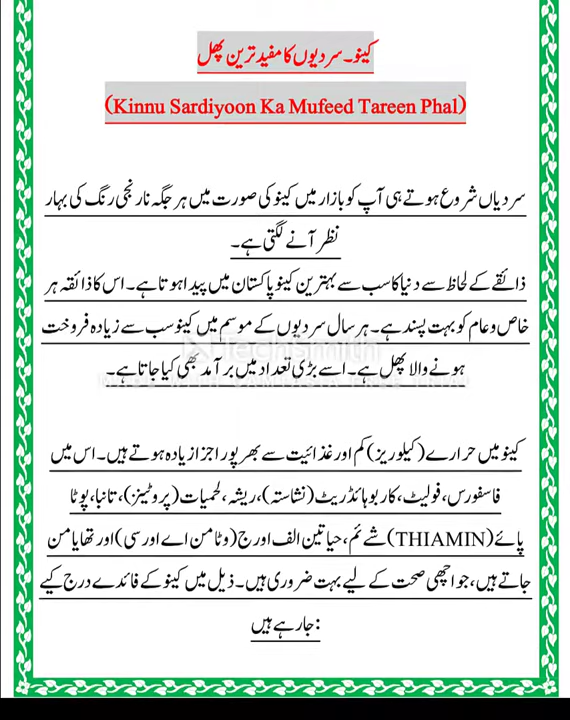 کینو۔ سردیوں کا مفید ترین پھل
(Kinnu Sardiyoon Ka Mufeed Tareen Phal)
سردیاں شروع ہوتے ہی آپ کو بازار میں کینو کی صورت میں ہر جگہ نارنجی رنگ کی بہار
نظر آنے لگتی ہے۔
ذائقے کے لحاظ سے دنیا کا سب سے بہترین کینو پاکستان میں پیدا ہوتا ہے۔ اس کا ذائقہ ہر
خاص و عام کو بہت پسند ہے۔ ہر سال سردیوں کے موسم میں کینو سب سے زیادہ فروخت
TechSmith
ہونے والا پھل ہے۔ اسے بڑی تعداد میں برآمد بھی کیا جاتا ہے۔
کینو میں حرارے (کیلوریز) کم اور غذائیت سے بھرپور اجزا زیادہ ہوتے ہیں۔ اس میں
فاسفورس، فولیٹ، کاربوہائڈریٹ (نشاستہ)، ریشہ، لحمیات (پروٹینز)، تانبا، پوٹا
پائے (THIAMIN) شئے ئم، حیاتین الف اور ج (وٹامن اے اور سی) اور تھایامن
جاتے ہیں، جو اچھی صحت کے لیے بہت ضروری ہیں۔ ذیل میں کینو کے فائدے درج کیے
:جا رہے ہیں